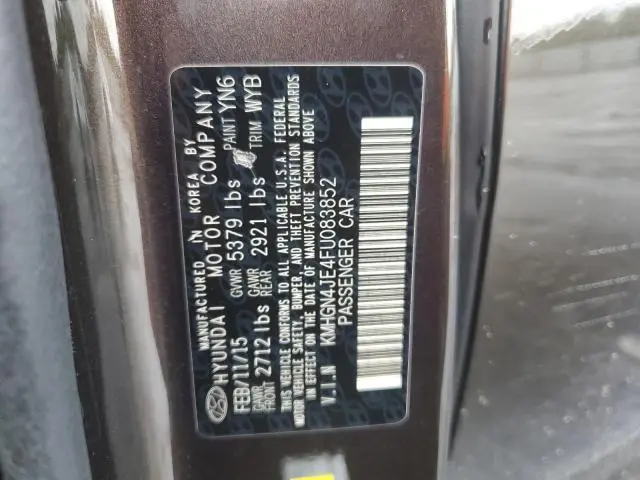 MANUFACTURED IN KOREA BY
HYUNDAI MOTOR COMPANY
FEB/11/15 GVWR 5379 lbs PAINT YN6
GAWR FRONT 2712 lbs GAWR REAR 2921 lbs TRIM WYB
THIS VEHICLE CONFORMS TO ALL APPLICABLE U.S.A. FEDERAL
MOTOR VEHICLE SAFETY, BUMPER, AND THEFT PREVENTION STANDARDS
IN EFFECT ON THE DATE OF MANUFACTURE SHOWN ABOVE
V.I.N KMHGN4JE4FU083852
PASSENGER CAR